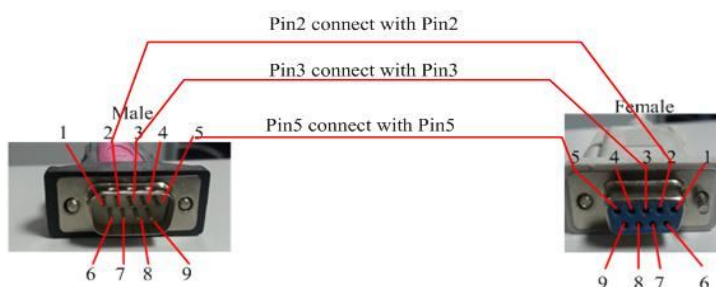 Pin2 connect with Pin2
Pin3 connect with Pin3
Male
Female
Pin5 connect with Pin5
1 2 3 4 5
5 4 3 2 1
6 7 8 9
9 8 7 6